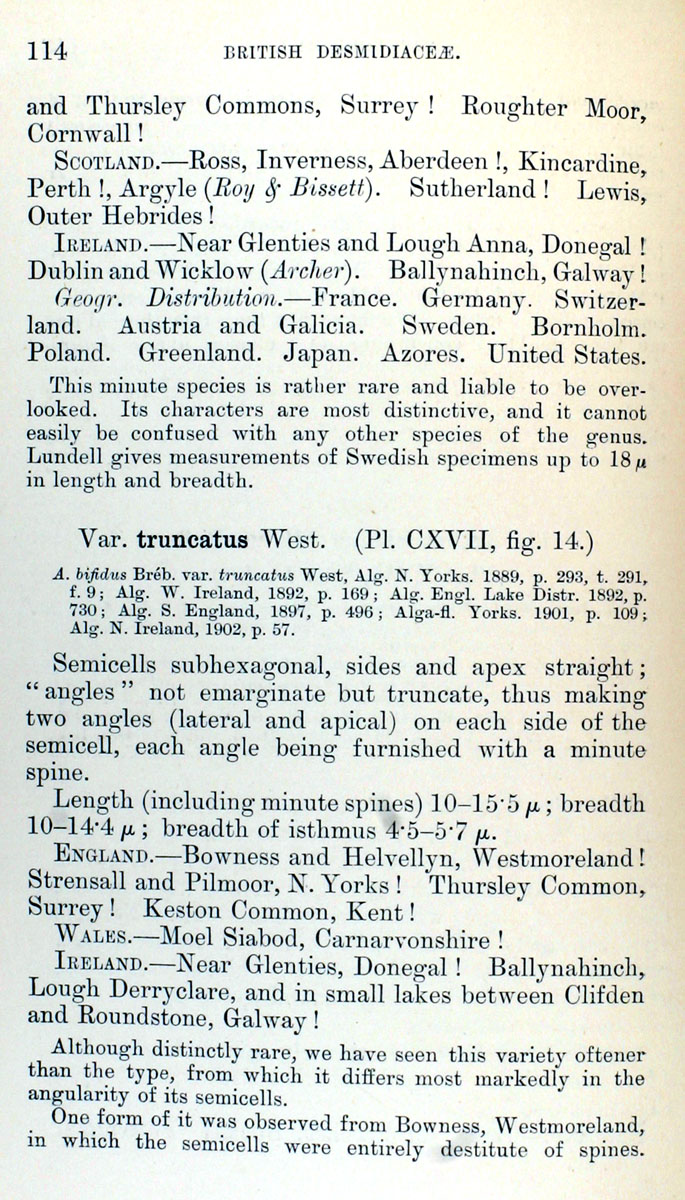 114 BRITISH DESMIDIACEÆ.
and Thursley Commons, Surrey ! Roughter Moor,
Cornwall !
SCOTLAND.—Ross, Inverness, Aberdeen !, Kincardine,
Perth !, Argyle (Roy & Bissett). Sutherland ! Lewis,
Outer Hebrides !
IRELAND.—Near Glenties and Lough Anna, Donegal !
Dublin and Wicklow (Archer). Ballynahinch, Galway !
Geogr. Distribution.—France. Germany. Switzer-
land. Austria and Galicia. Sweden. Bornholm.
Poland. Greenland. Japan. Azores. United States.
This minute species is rather rare and liable to be over-
looked. Its characters are most distinctive, and it cannot
easily be confused with any other species of the genus.
Lundell gives measurements of Swedish specimens up to 18 μ
in length and breadth.
Var. truncatus West. (Pl. CXVII, fig. 14.)
A. bifidus Bréb. var. truncatus West, Alg. N. Yorks. 1889, p. 293, t. 291,
f. 9; Alg. W. Ireland, 1892, p. 169; Alg. Engl. Lake Distr. 1892, p.
730; Alg. S. England, 1897, p. 496; Alga-fl. Yorks. 1901, p. 109;
Alg. N. Ireland, 1902, p. 57.
Semicells subhexagonal, sides and apex straight;
“angles” not emarginate but truncate, thus making
two angles (lateral and apical) on each side of the
semicell, each angle being furnished with a minute
spine.
Length (including minute spines) 10–15·5 μ; breadth
10–14·4 μ; breadth of isthmus 4·5–5·7 μ.
ENGLAND.—Bowness and Helvellyn, Westmoreland !
Strensall and Pilmoor, N. Yorks ! Thursley Common,
Surrey ! Keston Common, Kent !
WALES.—Moel Siabod, Carnarvonshire !
IRELAND.—Near Glenties, Donegal ! Ballynahinch,
Lough Derryclare, and in small lakes between Clifden
and Roundstone, Galway !
Although distinctly rare, we have seen this variety oftener
than the type, from which it differs most markedly in the
angularity of its semicells.
One form of it was observed from Bowness, Westmoreland,
in which the semicells were entirely destitute of spines.